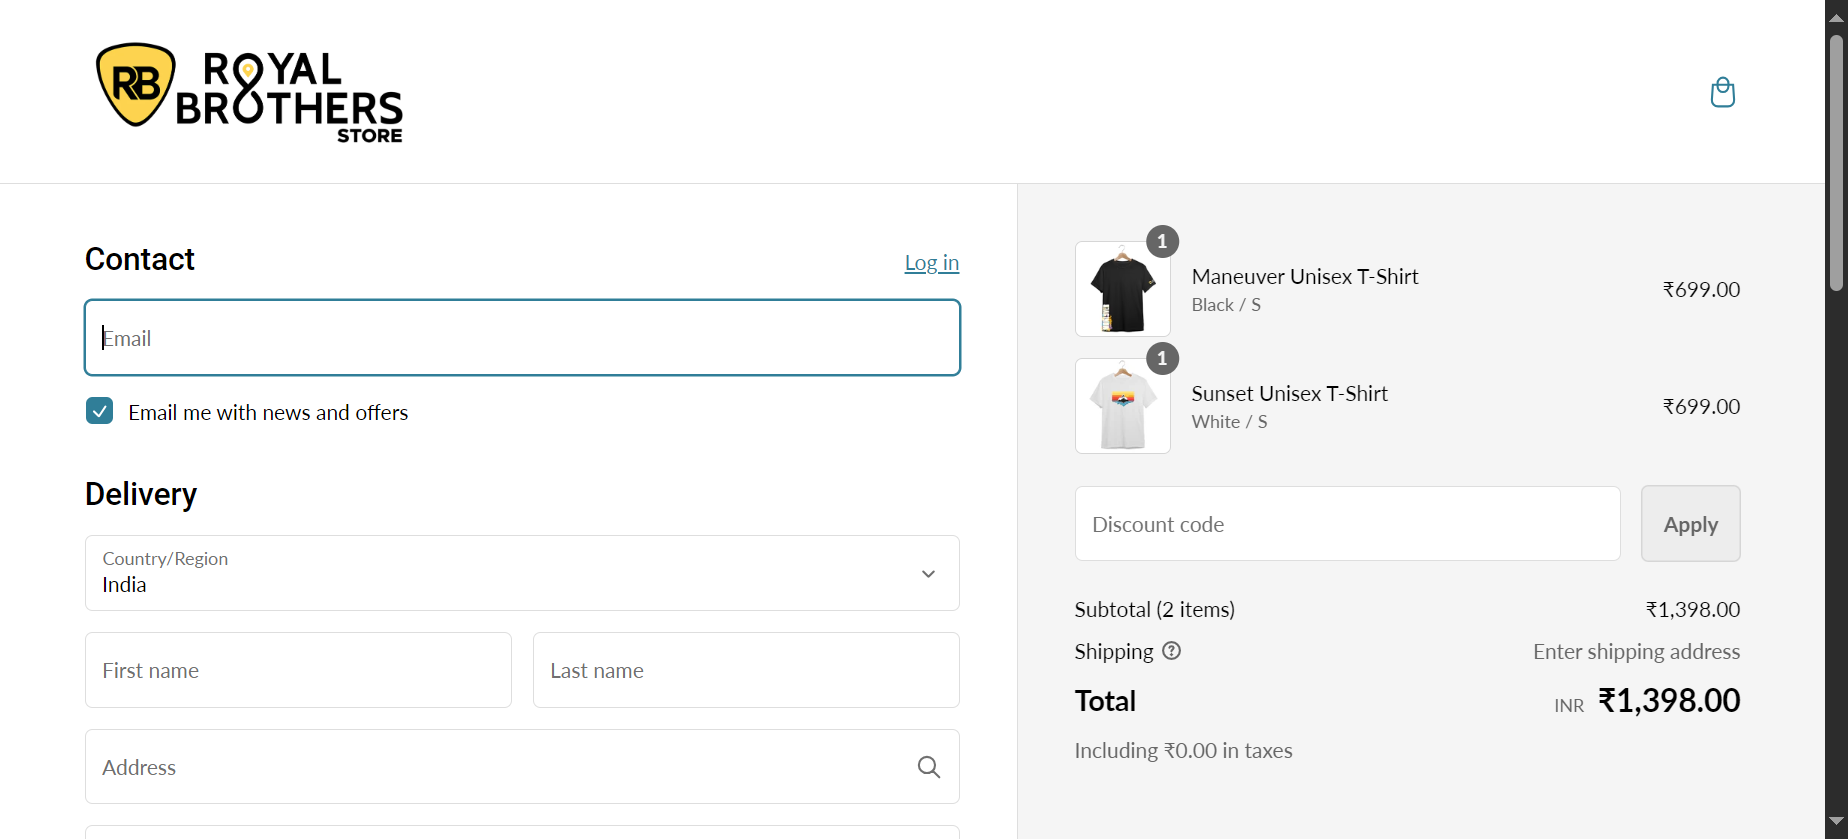 RB
ROYAL
BROTHERS
STORE
Contact
Log in
Email
Email me with news and offers
Delivery
Country/Region
India
First name
Last name
Address
1
Maneuver Unisex T-Shirt
Black / S
₹699.00
1
Sunset Unisex T-Shirt
White / S
₹699.00
Discount code
Apply
Subtotal (2 items)
₹1,398.00
Shipping
Enter shipping address
Total
INR ₹1,398.00
Including ₹0.00 in taxes